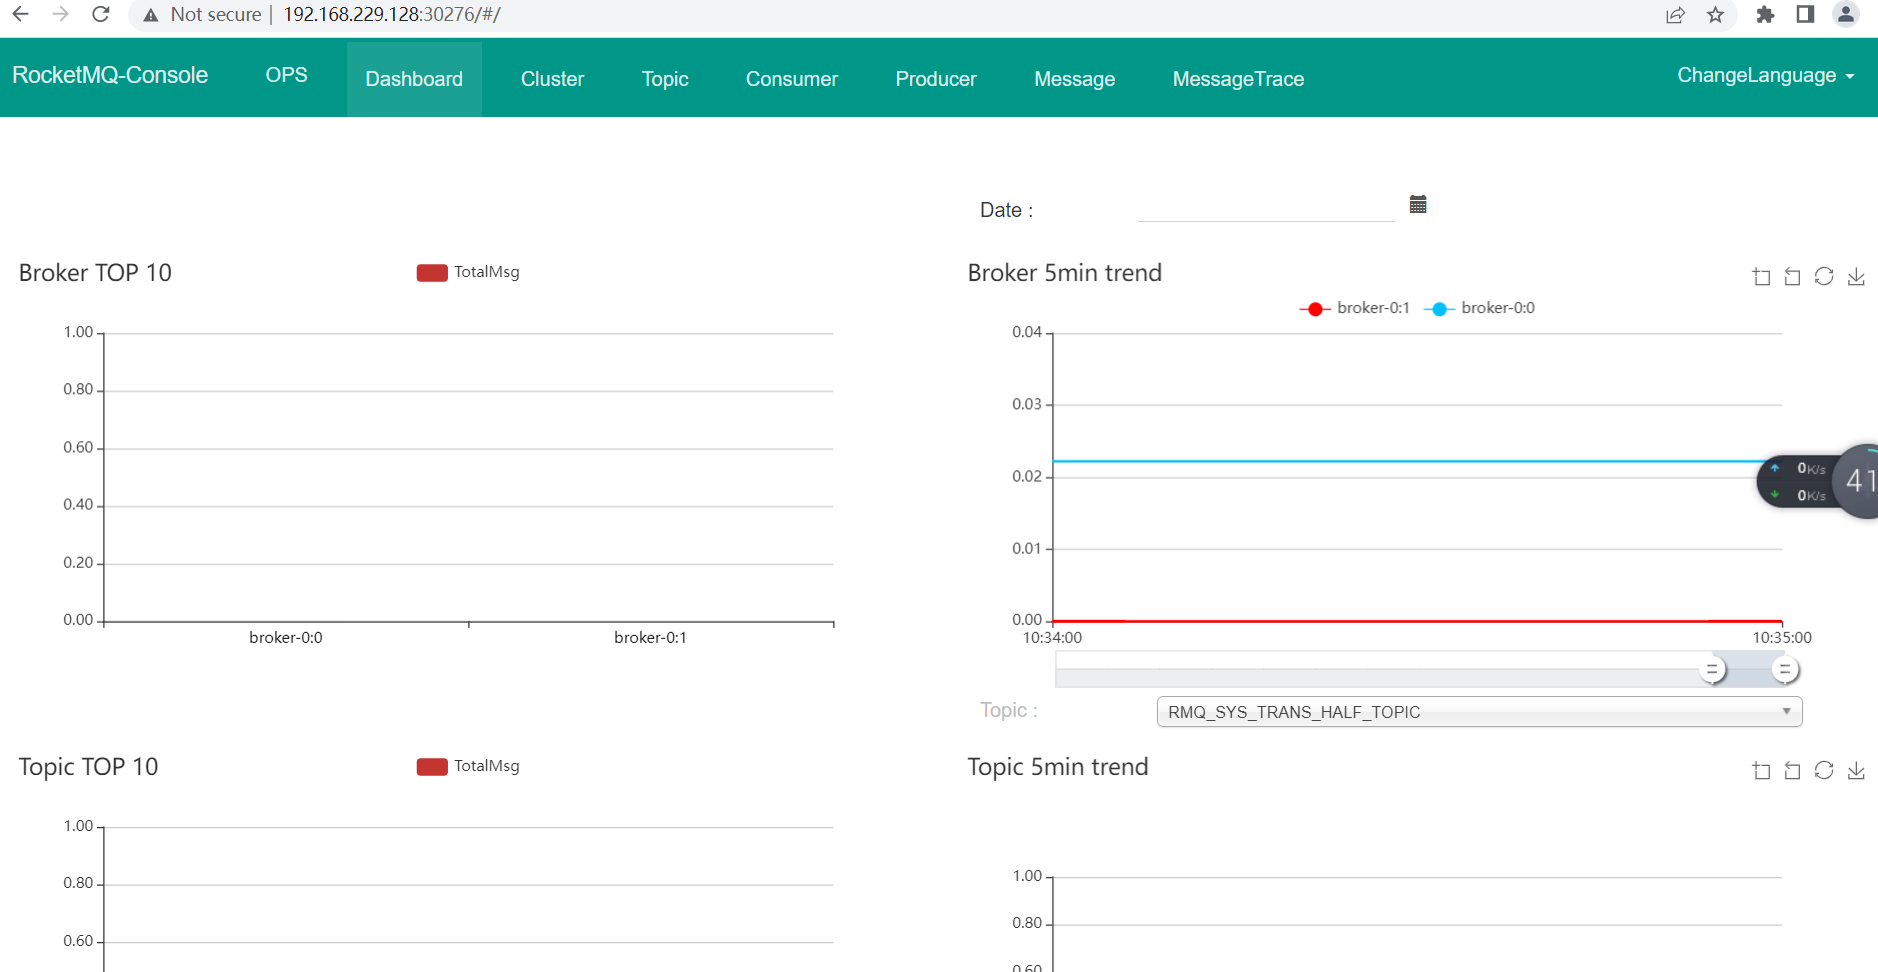 Not secure | 192.168.229.128:30276/#/
RocketMQ-Console OPS Dashboard Cluster Topic Consumer Producer Message MessageTrace ChangeLanguage
Date :
Broker TOP 10
TotalMsg
1.00
0.80
0.60
0.40
0.20
0.00
broker-0:0 broker-0:1
Broker 5min trend
broker-0:1 broker-0:0
0.04
0.03
0.02
0.01
0.00
10:34:00 10:35:00
0K/s
0K/s
41
Topic :
RMQ_SYS_TRANS_HALF_TOPIC
Topic TOP 10
TotalMsg
1.00
0.80
0.60
Topic 5min trend
1.00
0.80
0.60